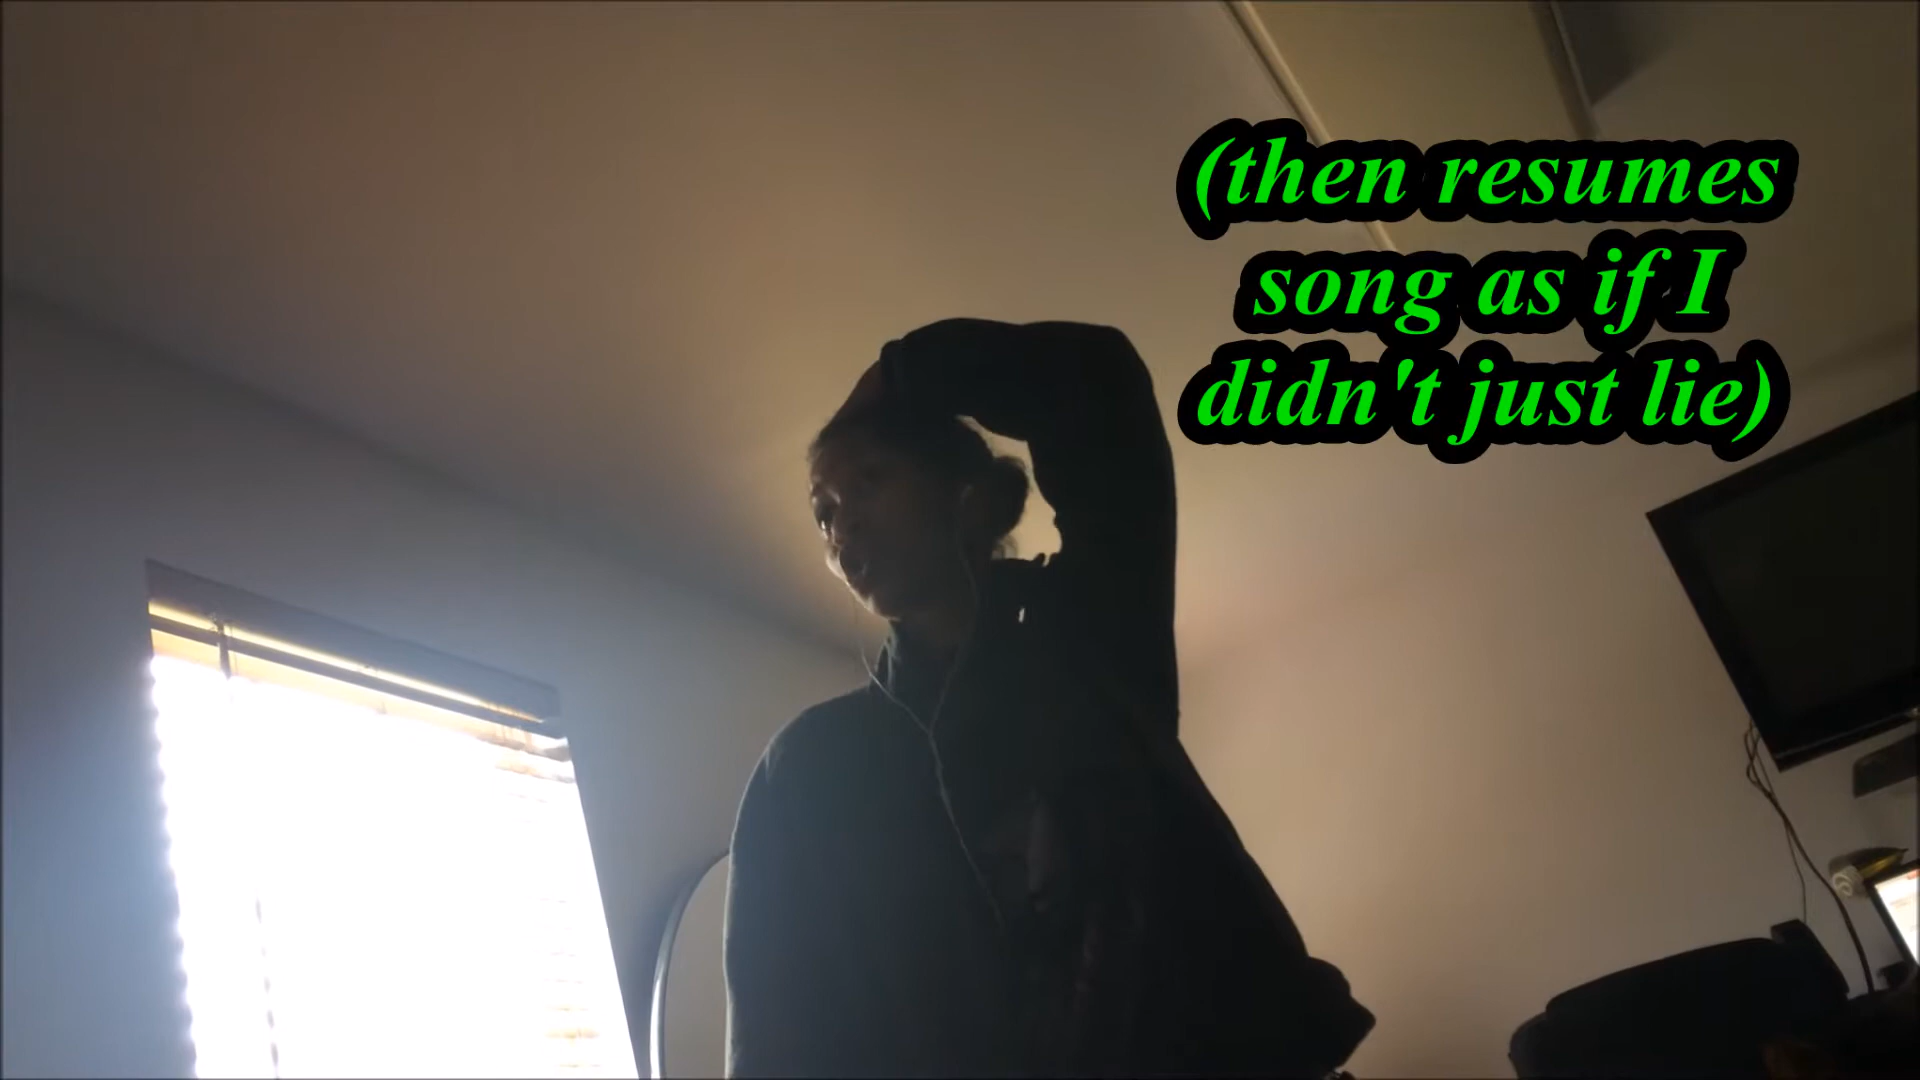 (then resumes
song as if I
didn't just lie)